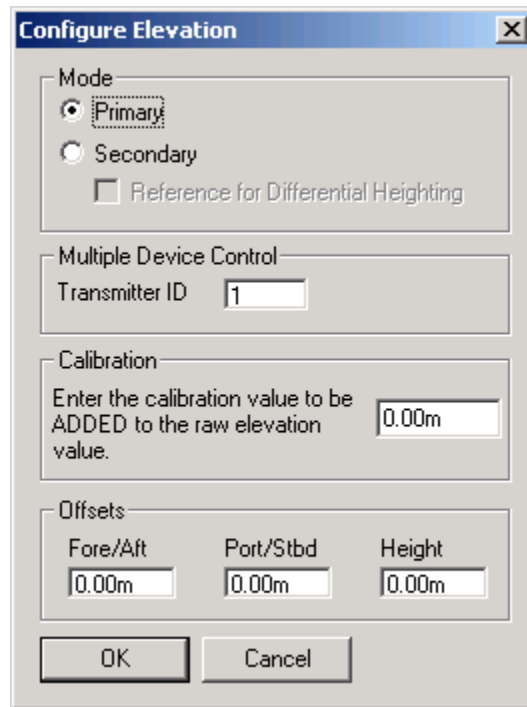 Configure Elevation
Mode
Primary
Secondary
Reference for Differential Heighting
Multiple Device Control
Transmitter ID 1
Calibration
Enter the calibration value to be
ADDED to the raw elevation
value.
0.00m
Offsets
Fore/Aft Port/Stbd Height
0.00m 0.00m 0.00m
OK Cancel